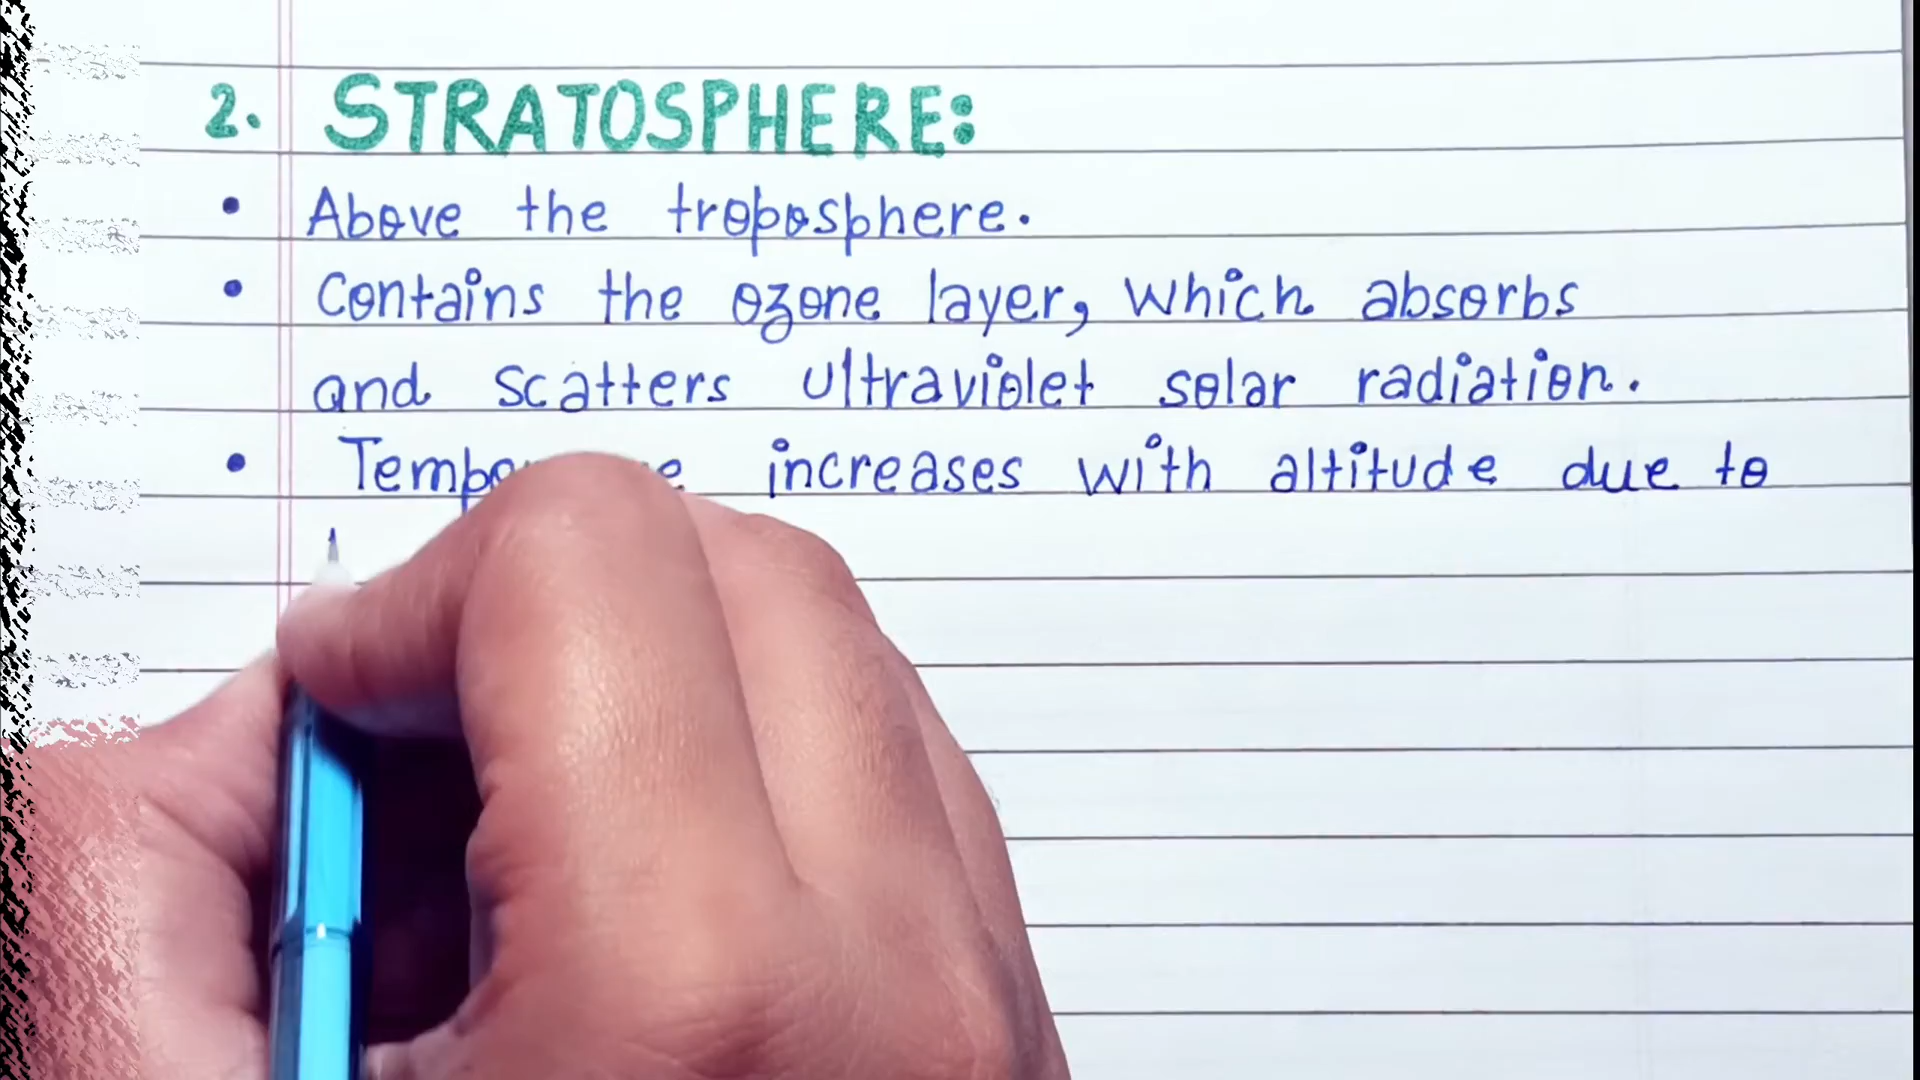 2. STRATOSPHERE:
• Above the troposphere.
• Contains the ozone layer, which absorbs
and scatters ultraviolet solar radiation.
• increases with altitude due to